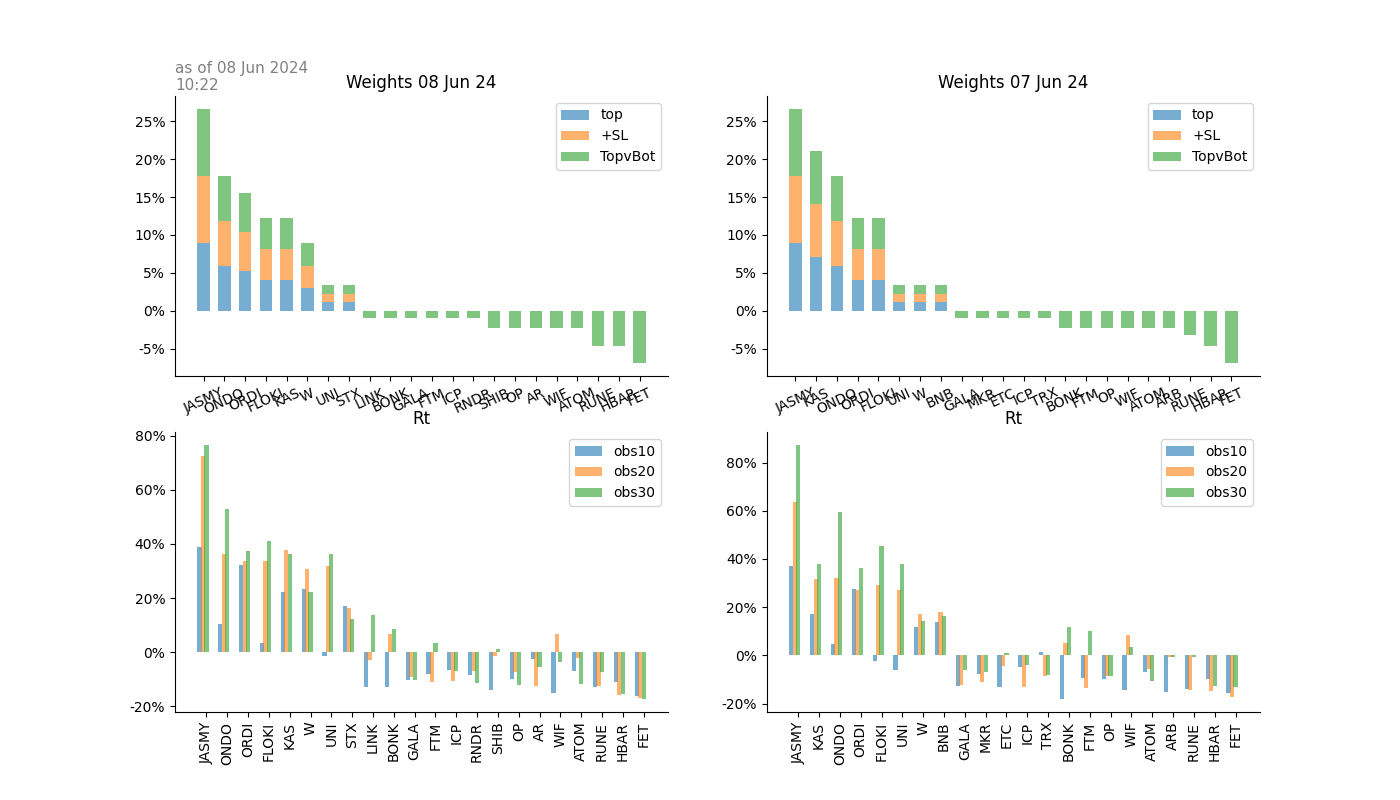 as of 08 Jun 2024
10:22
Weights 08 Jun 24
25%
20%
15%
10%
5%
0%
-5%
top
+SL
TopvBot
JASMY ONDO ORDI FLOKI KAS W UNI STX LINK BONK GALA FTM ICP RNDR SHIB OP AR WIF ATOM RUNE HBAR FET
Weights 07 Jun 24
25%
20%
15%
10%
5%
0%
-5%
top
+SL
TopvBot
JASMY KAS ONDO ORDI FLOKI UNI W BNB GALA MKR ETC ICP TRX BONK FTM OP WIF ATOM ARB RUNE HBAR FET
Rt
80%
60%
40%
20%
0%
-20%
obs10
obs20
obs30
JASMY ONDO ORDI FLOKI KAS W UNI STX LINK BONK GALA FTM ICP RNDR SHIB OP AR WIF ATOM RUNE HBAR FET
Rt
80%
60%
40%
20%
0%
-20%
obs10
obs20
obs30
JASMY KAS ONDO ORDI FLOKI UNI W BNB GALA MKR ETC ICP TRX BONK FTM OP WIF ATOM ARB RUNE HBAR FET